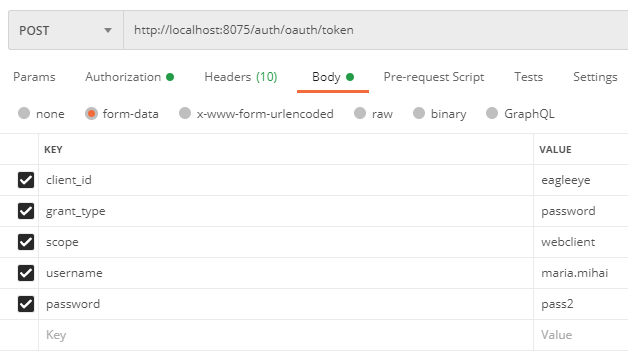 POST http://localhost:8075/auth/oauth/token
Params Authorization Headers (10) Body Pre-request Script Tests Settings
none form-data x-www-form-urlencoded raw binary GraphQL
KEY VALUE
client_id eagleeye
grant_type password
scope webclient
username maria.mihai
password pass2
Key Value